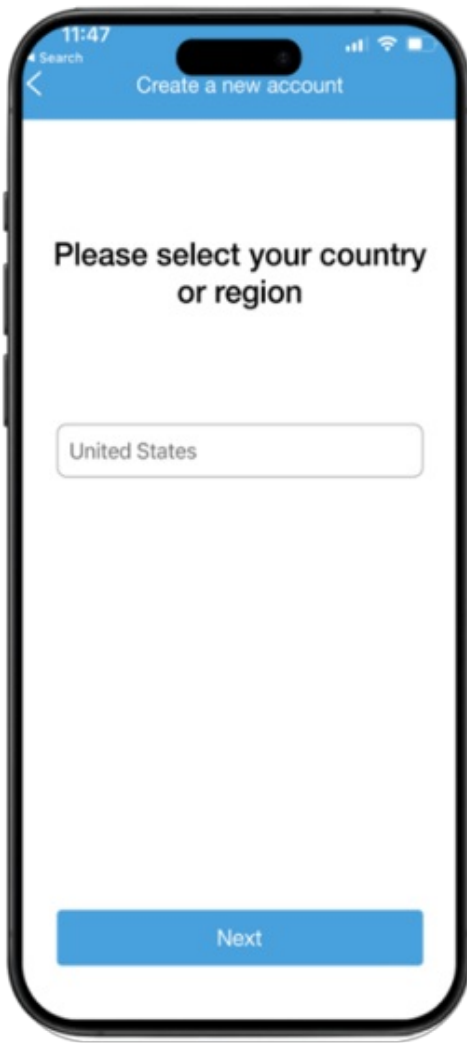 11:47
Search
Create a new account
Please select your country
or region
United States
Next